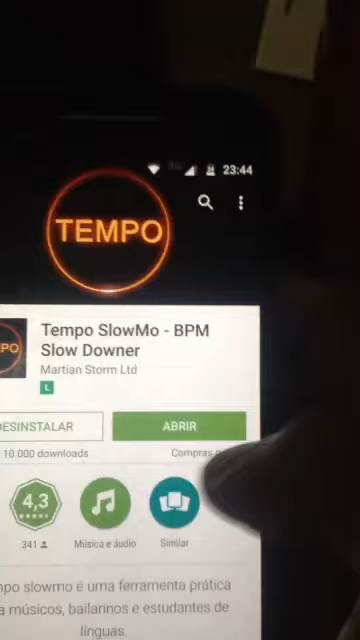 23:44
TEMPO
Tempo SlowMo - BPM
Slow Downer
Martian Storm Ltd
L
DESINSTALAR
ABRIR
10.000 downloads
Compras
4,3
341
Música e áudio
Similar
slowmo é uma ferramenta prática
músicos, bailarinos e estudantes de
línguas